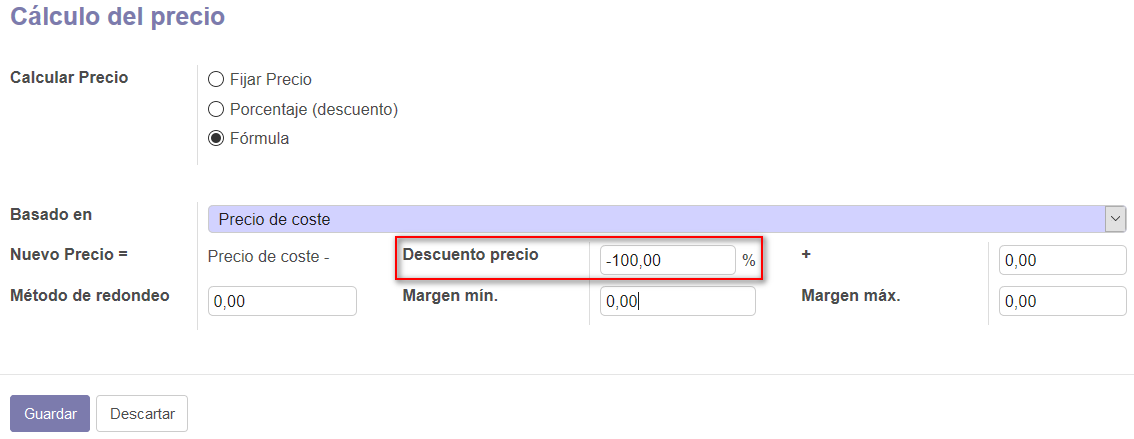 Cálculo del precio
Calcular Precio
Fijar Precio
Porcentaje (descuento)
Fórmula
Basado en
Precio de coste
Nuevo Precio = Precio de coste - Descuento precio -100,00 % + 0,00
Método de redondeo 0,00 Margen mín. 0,00 Margen máx. 0,00
Guardar Descartar